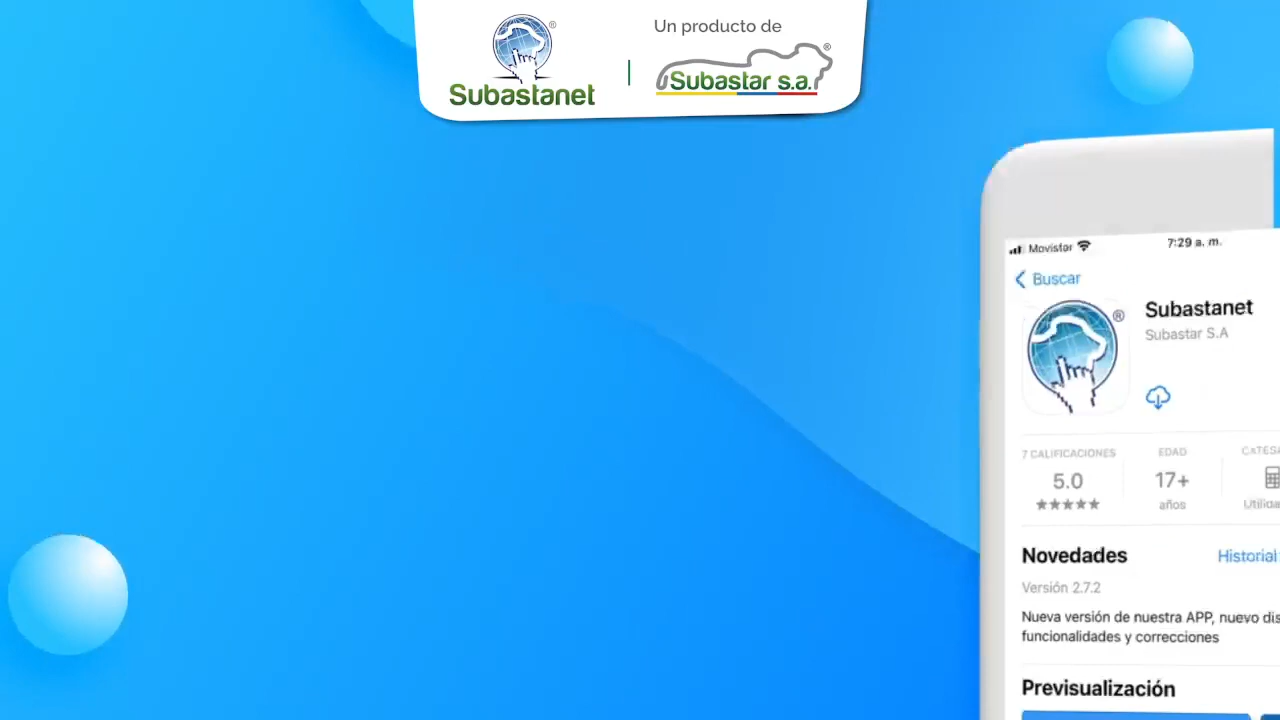 Subastanet
Un producto de
Subastar s.a.
Movistar
7:29 a. m.
Buscar
Subastanet
Subastar S.A
7 CALIFICACIONES
5.0
★★★★★
EDAD
17+
años
Novedades
Historial
Versión 2.7.2
Nueva versión de nuestra APP, nuevo
funcionalidades y correcciones
Previsualización